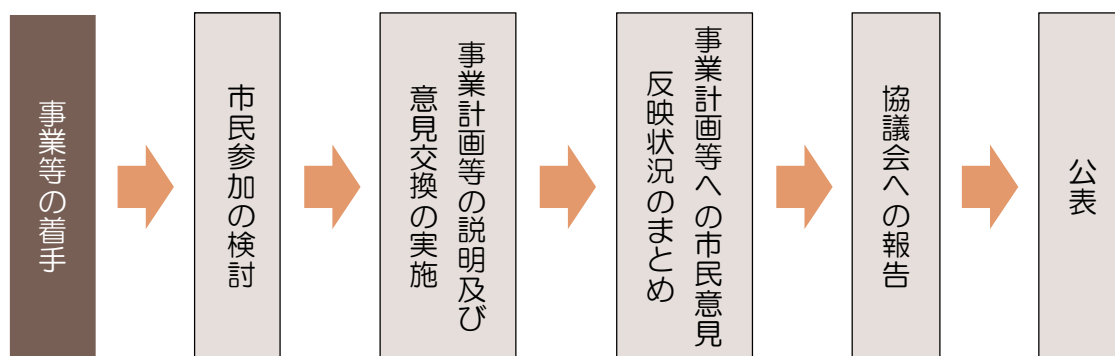 事業等の着手
市民参加の検討
事業計画等の説明及び
意見交換の実施
事業計画等への市民意見
反映状況のまとめ
協議会への報告
公表